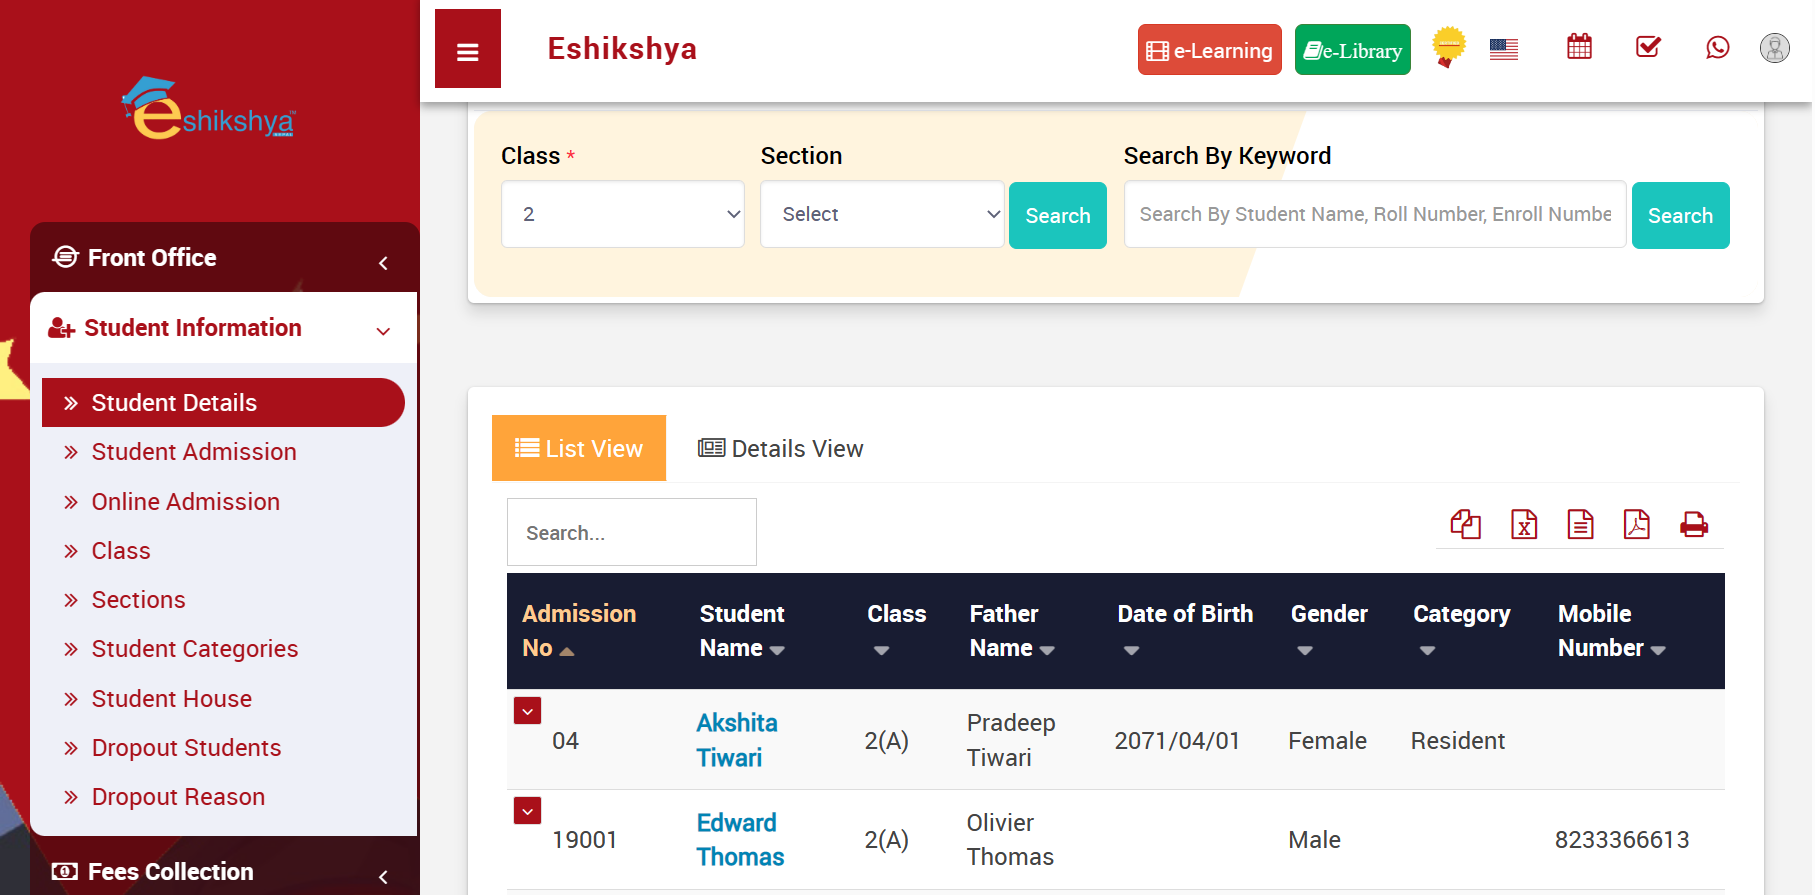 eshikshya™
Eshikshya
e-Learning
e-Library
Front Office
Student Information
Student Details
Student Admission
Online Admission
Class
Sections
Student Categories
Student House
Dropout Students
Dropout Reason
Fees Collection
Class *
Section
Search By Keyword
2
Select
Search
Search By Student Name, Roll Number, Enroll Numbe
Search
List View
Details View
Search...
Admission No
Student Name
Class
Father Name
Date of Birth
Gender
Category
Mobile Number
04
Akshita Tiwari
2(A)
Pradeep Tiwari
2071/04/01
Female
Resident
19001
Edward Thomas
2(A)
Olivier Thomas
Male
8233366613